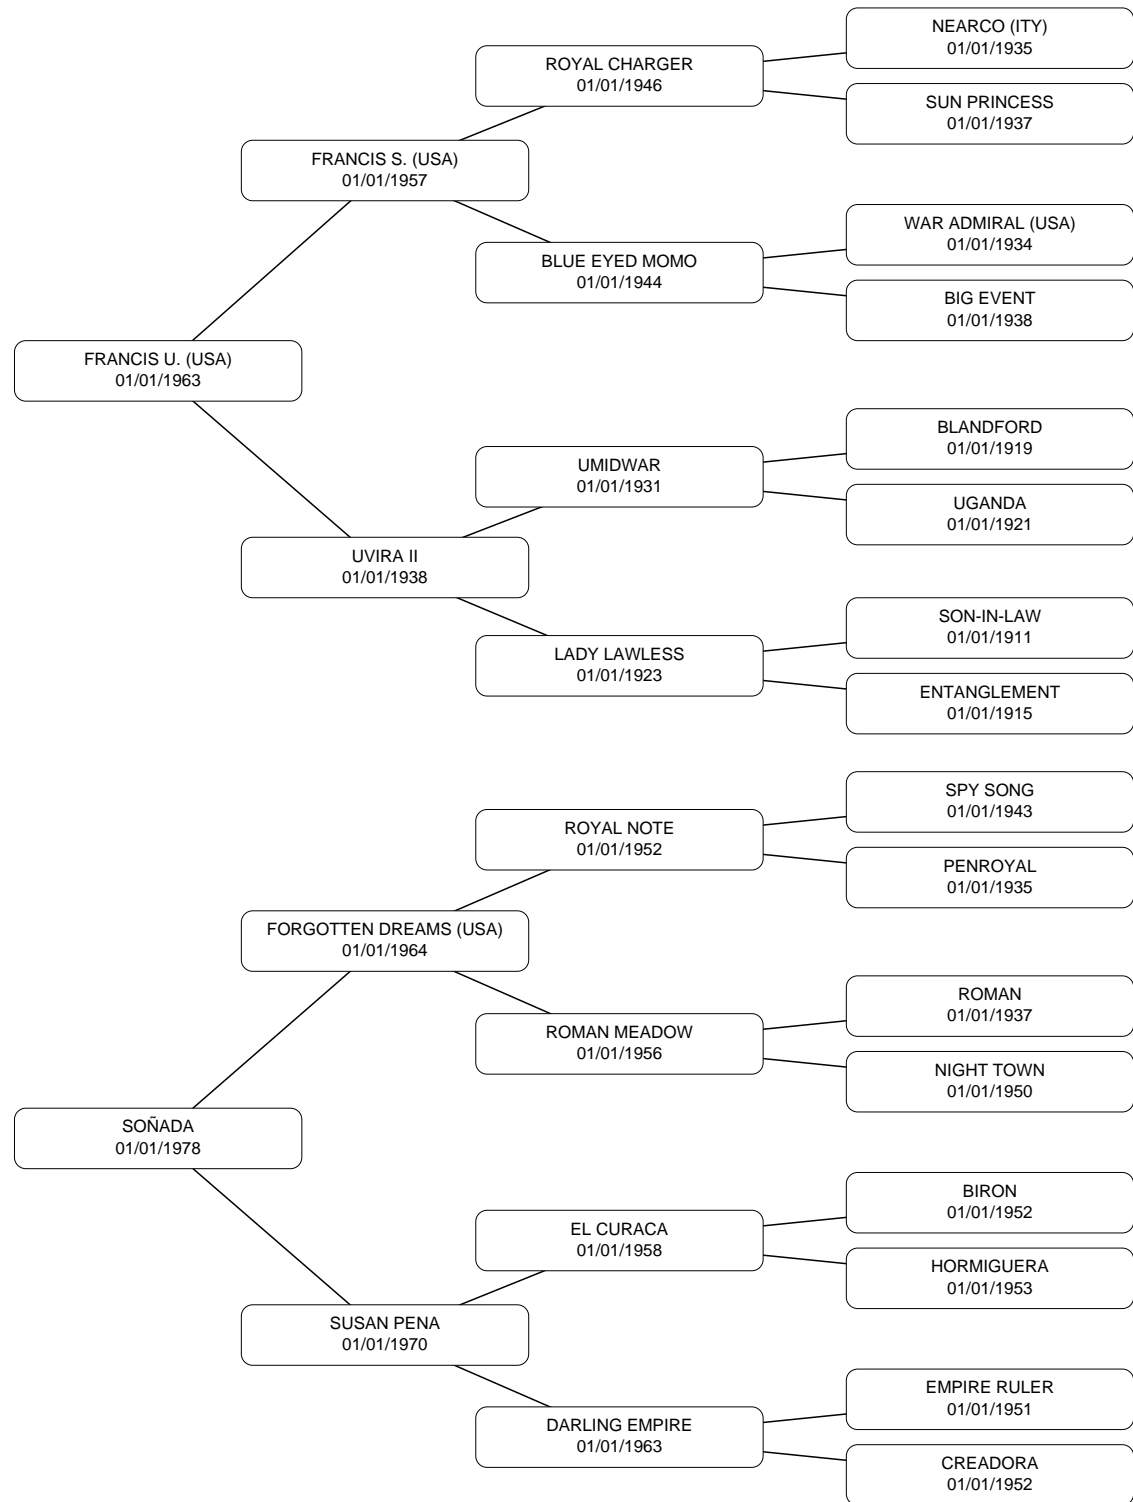 NEARCO (ITY)
01/01/1935
ROYAL CHARGER
01/01/1946
SUN PRINCESS
01/01/1937
FRANCIS S. (USA)
01/01/1957
WAR ADMIRAL (USA)
01/01/1934
BLUE EYED MOMO
01/01/1944
BIG EVENT
01/01/1938
FRANCIS U. (USA)
01/01/1963
BLANDFORD
01/01/1919
UMIDWAR
01/01/1931
UGANDA
01/01/1921
UVIRA II
01/01/1938
SON-IN-LAW
01/01/1911
LADY LAWLESS
01/01/1923
ENTANGLEMENT
01/01/1915
SPY SONG
01/01/1943
ROYAL NOTE
01/01/1952
PENROYAL
01/01/1935
FORGOTTEN DREAMS (USA)
01/01/1964
ROMAN
01/01/1937
ROMAN MEADOW
01/01/1956
NIGHT TOWN
01/01/1950
SOÑADA
01/01/1978
BIRON
01/01/1952
EL CURACA
01/01/1958
HORMIGUERA
01/01/1953
SUSAN PENA
01/01/1970
EMPIRE RULER
01/01/1951
DARLING EMPIRE
01/01/1963
CREADORA
01/01/1952